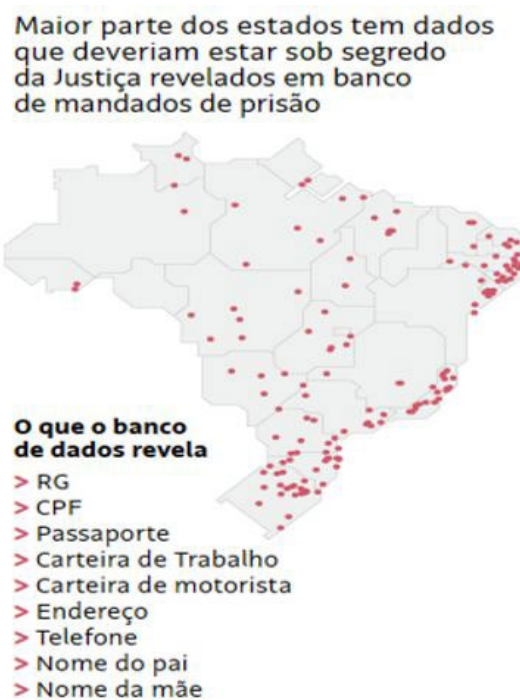 Maior parte dos estados tem dados
que deveriam estar sob segredo
da Justiça revelados em banco
de mandados de prisão
O que o banco
de dados revela
> RG
> CPF
> Passaporte
> Carteira de Trabalho
> Carteira de motorista
> Endereço
> Telefone
> Nome do pai
> Nome da mãe